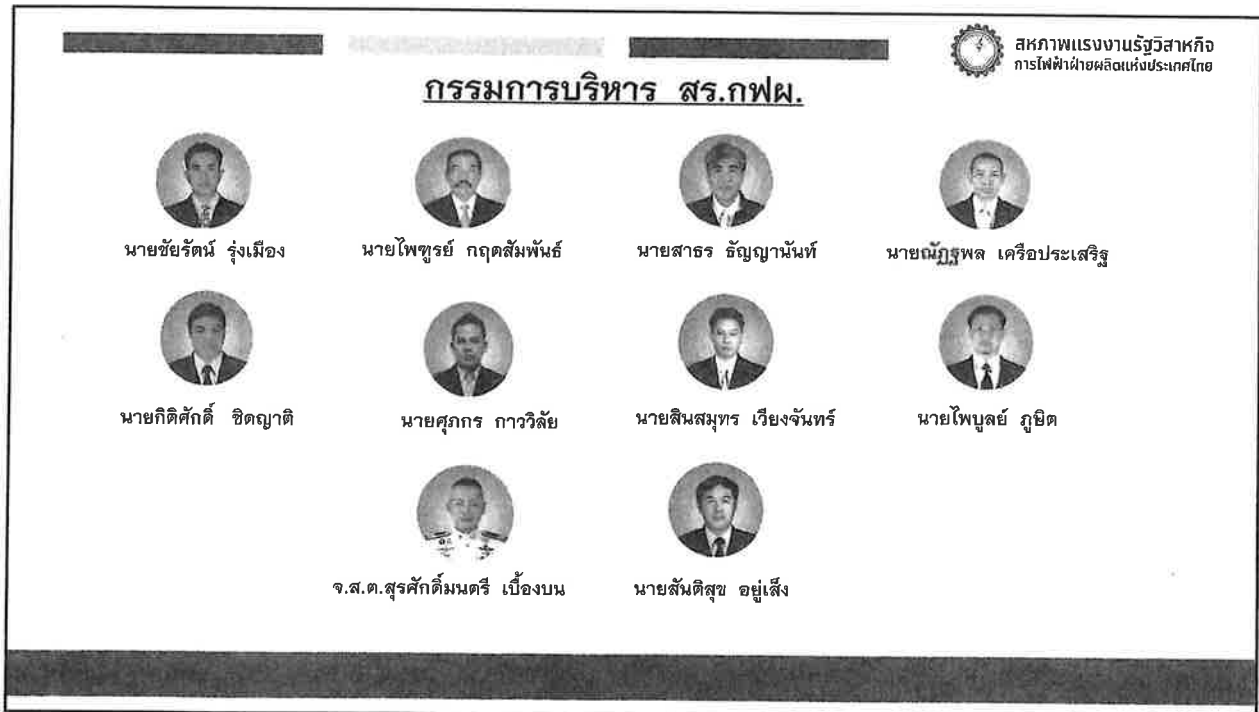 สหภาพแรงงานรัฐวิสาหกิจ
การไฟฟ้าฝ่ายผลิตแห่งประเทศไทย
กรรมการบริหาร สร.กฟผ.
นายชัยรัตน์ รุ่งเมือง
นายไพฑูรย์ กฤดสัมพันธ์
นายสาธร ธัญญานันท์
นายณัฏฐพล เครือประเสริฐ
นายกิติศักดิ์ ชิดญาติ
นายศุภกร กาววิลัย
นายสินสมุทร เวียงจันทร์
นายไพบูลย์ ภูษิต
จ.ส.ต.สุรศักดิ์มนตรี เบื้องบน
นายสันติสุข อยู่เส็ง